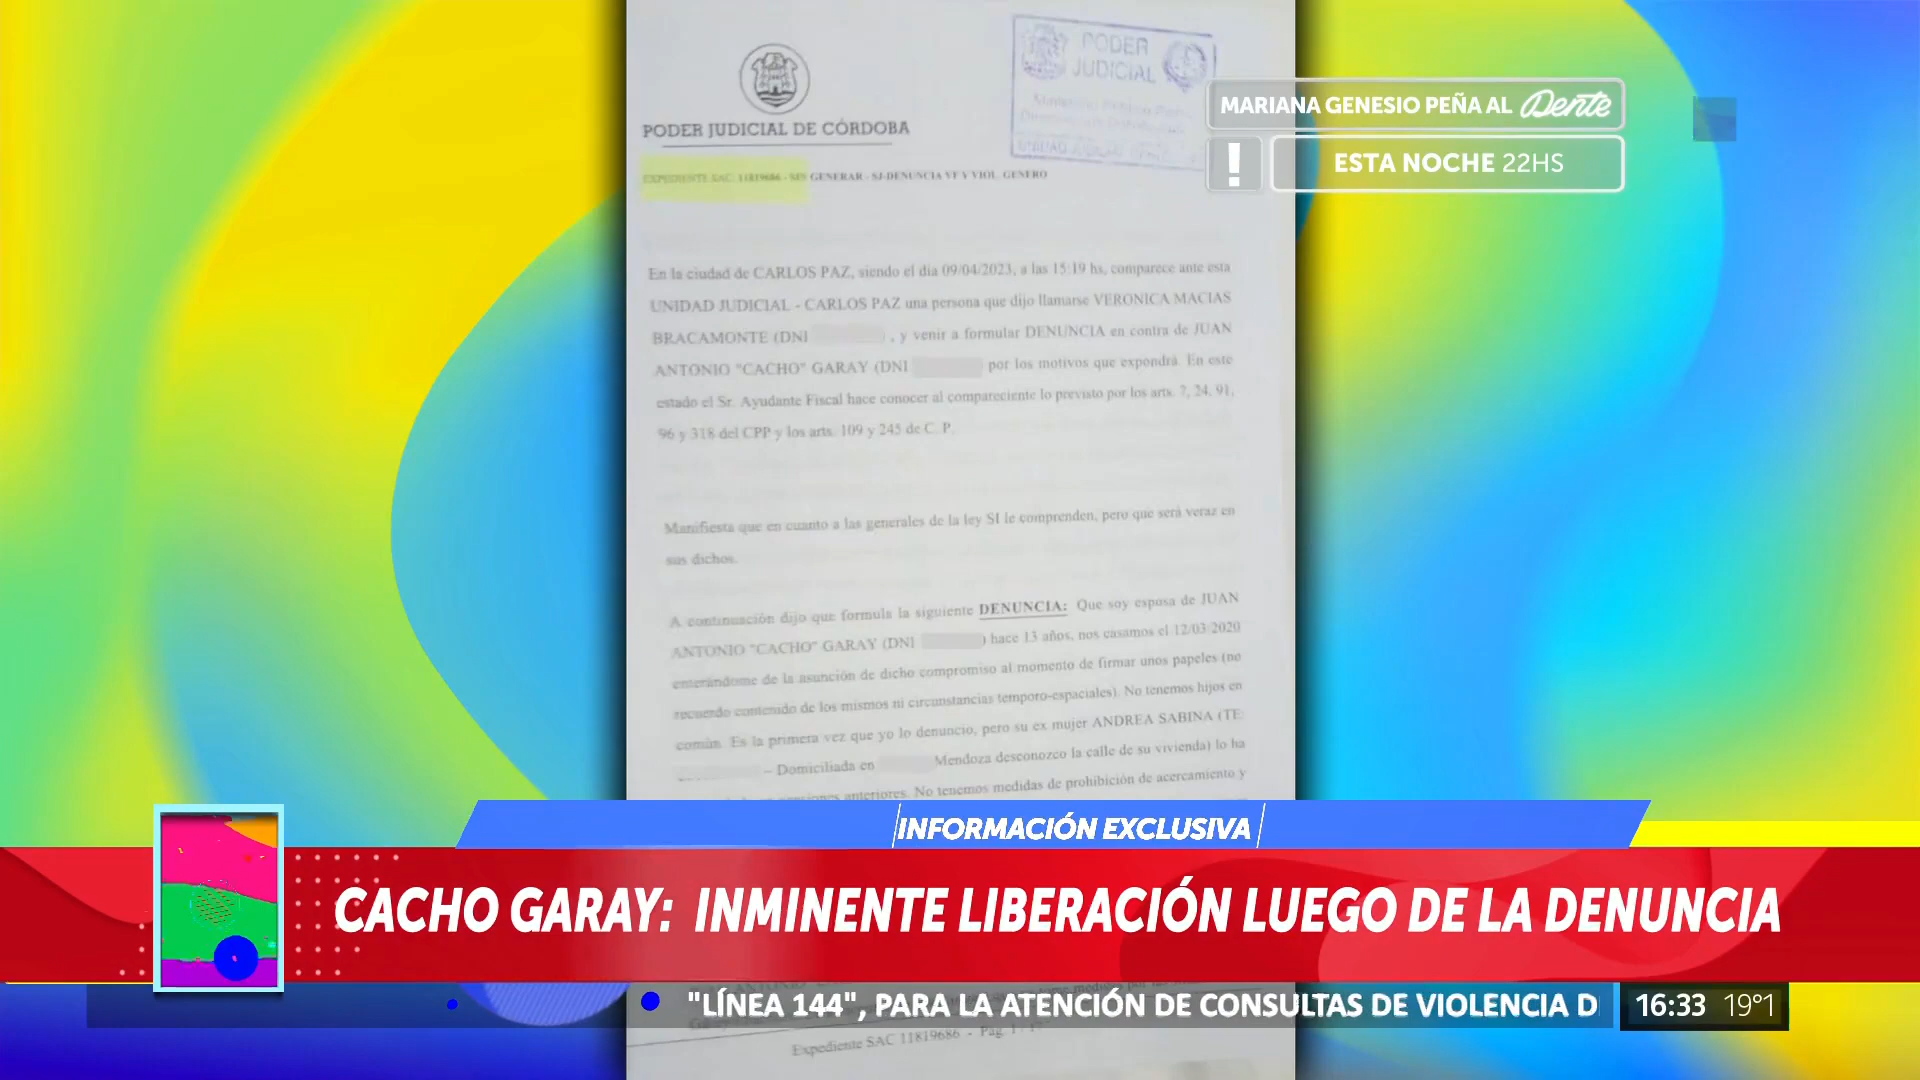 PODER
JUDICIAL
PODER JUDICIAL DE CÓRDOBA
EXPEDIENTE SAC: 11819686 - GENERAR - SJ-DENUNCIA VF Y VIOL. GENERO
MARIANA GENESIO PEÑA AL Dente
!
ESTA NOCHE 22HS
En la ciudad de CARLOS PAZ, siendo el día 09/04/2023, a las 15:19 hs, comparece ante esta
UNIDAD JUDICIAL - CARLOS PAZ una persona que dijo llamarse VERONICA MACIAS
BRACAMONTE (DNI , y venir a formular DENUNCIA en contra de JUAN
ANTONIO "CACHO" GARAY (DNI por los motivos que expondrá. En este
estado el Sr. Ayudante Fiscal hace conocer al compareciente lo previsto por los arts. 7, 24, 91,
96 y 318 del CPP y los arts. 109 y 245 de C. P.
Manifiesta que en cuanto a las generales de la ley SI le comprenden, pero que será veraz en
sus dichos.
A continuación dijo que formula la siguiente DENUNCIA: Que soy esposa de JUAN
ANTONIO "CACHO" GARAY (DNI ) hace 13 años, nos casamos el 12/03/2020
enterándome de la asunción de dicho compromiso al momento de firmar unos papeles (no
recuerdo contenido de los mismos ni circunstancias temporo-espaciales). No tenemos hijos en
común. Es la primera vez que yo lo denuncio, pero su ex mujer ANDREA SABINA (TE:
– Domiciliada en Mendoza desconozco la calle de su vivienda) lo ha
anteriores. No tenemos medidas de prohibición de acercamiento y
INFORMACIÓN EXCLUSIVA
CACHO GARAY: INMINENTE LIBERACIÓN LUEGO DE LA DENUNCIA
"LÍNEA 144", PARA LA ATENCIÓN DE CONSULTAS DE VIOLENCIA D
16:33 19°1
Expediente SAC 11819686 - Pag. 1 /